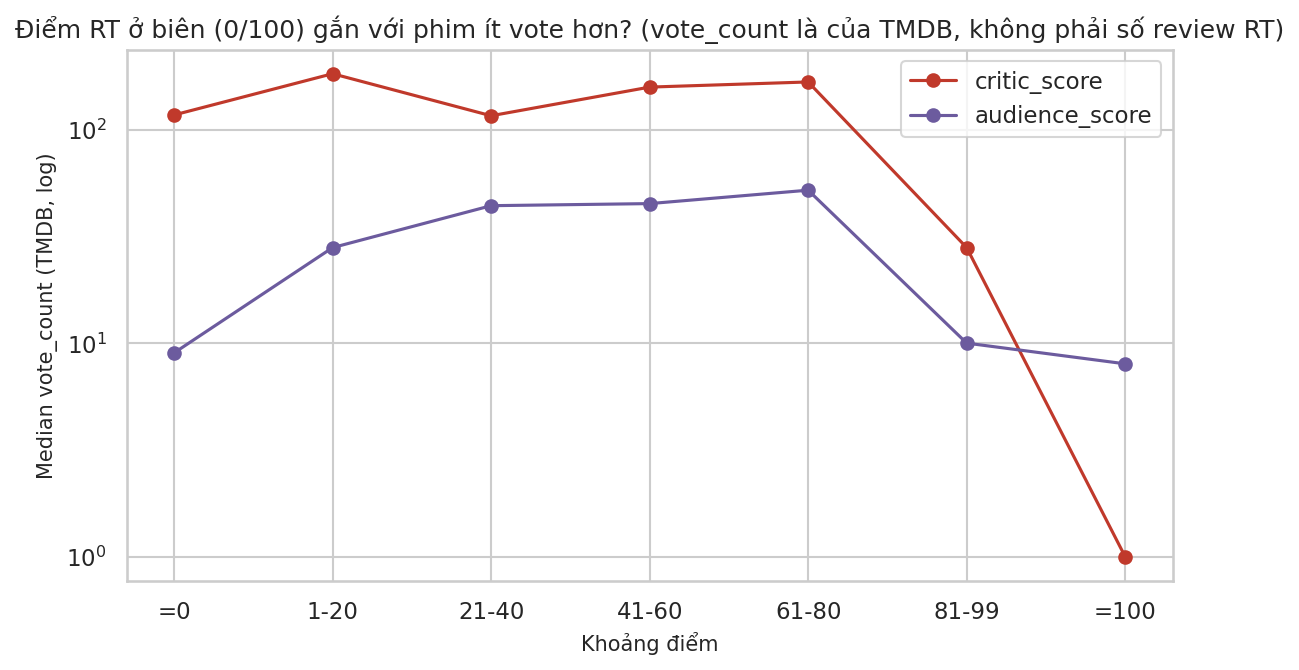 Điểm RT ở biên (0/100) gắn với phim ít vote hơn? (vote_count là của TMDB, không phải số review RT)
critic_score
audience_score
Median vote_count (TMDB, log)
10²
10¹
10⁰
=0
1-20
21-40
41-60
61-80
81-99
=100
Khoảng điểm